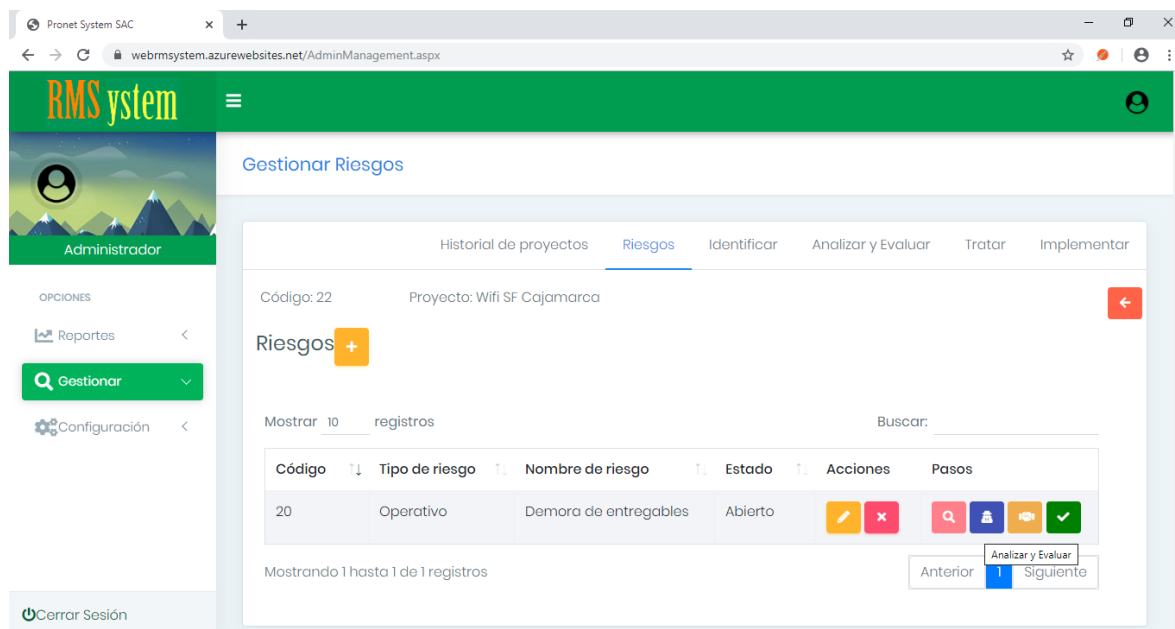 Pronet System SAC
webrmsystem.azurewebsites.net/AdminManagement.aspx
RMSystem
Gestionar Riesgos
Administrador
OPCIONES
Reportes
Gestionar
Configuración
Cerrar Sesión
Historial de proyectos Riesgos Identificar Analizar y Evaluar Tratar Implementar
Código: 22 Proyecto: Wifi SF Cajamarca
Riesgos
Mostrar 10 registros Buscar:
Código Tipo de riesgo Nombre de riesgo Estado Acciones Pasos
20 Operativo Demora de entregables Abierto
Analizar y Evaluar
Mostrando 1 hasta 1 de 1 registros Anterior 1 Siguiente